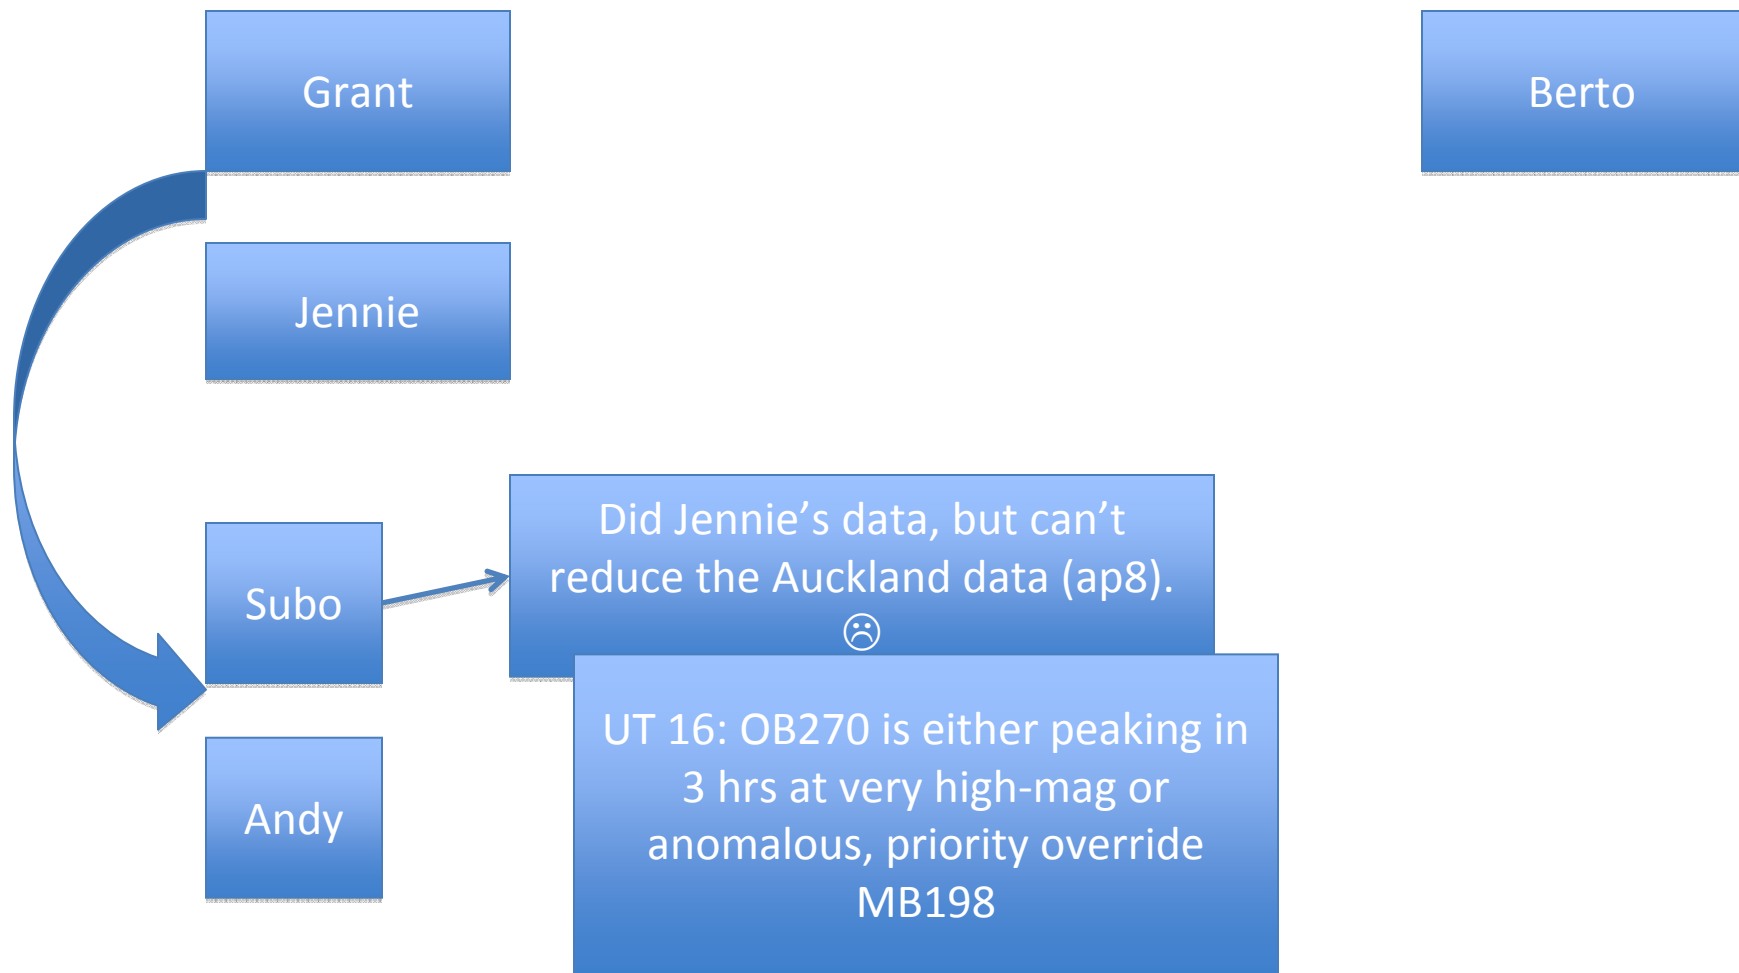 Grant
Berto
Jennie
Did Jennie’s data, but can’t
reduce the Auckland data (ap8).
☹
Subo
UT 16: OB270 is either peaking in
3 hrs at very high-mag or
anomalous, priority override
MB198
Andy